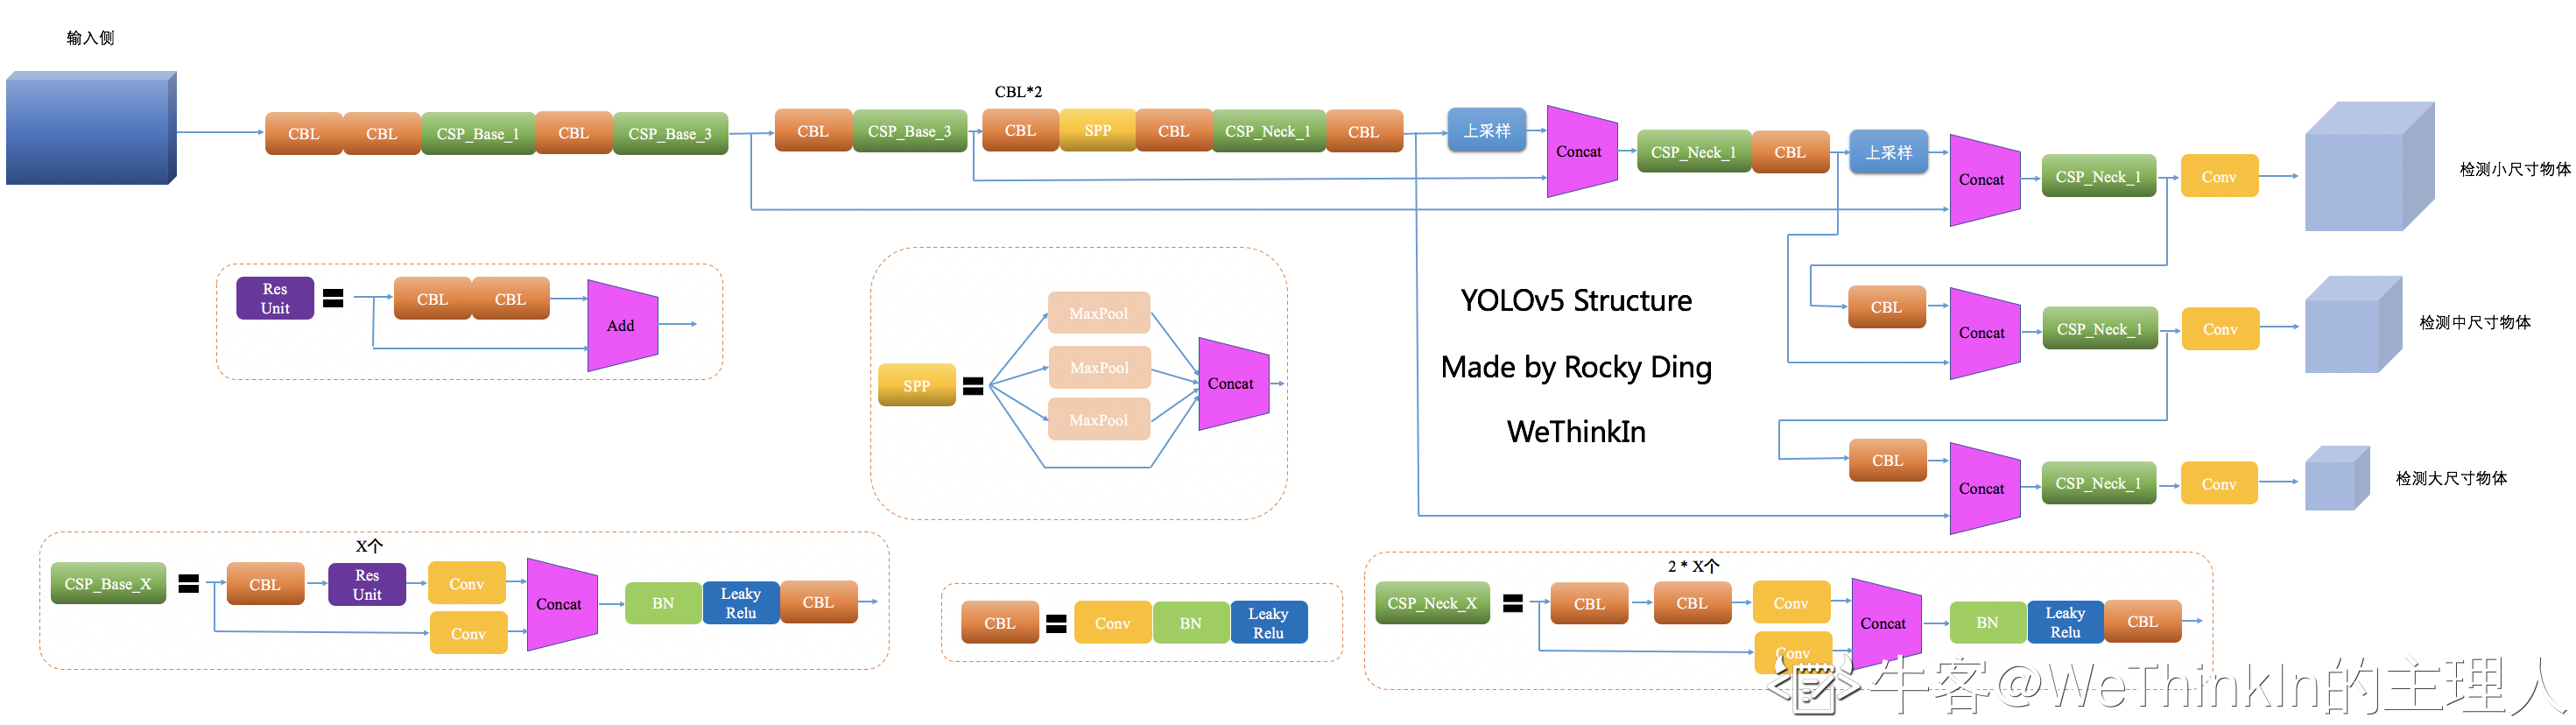 输入侧
CBL
CBL
CSP_Base_1
CBL
CSP_Base_3
CBL
CSP_Base_3
CBL*2
CBL
SPP
CBL
CSP_Neck_1
CBL
上采样
Concat
CSP_Neck_1
CBL
上采样
Concat
CSP_Neck_1
Conv
检测小尺寸物体
Res
Unit
CBL
CBL
Add
SPP
MaxPool
MaxPool
MaxPool
Concat
YOLOv5 Structure
Made by Rocky Ding
WeThinkIn
CBL
Concat
CSP_Neck_1
Conv
检测中尺寸物体
CBL
Concat
CSP_Neck_1
Conv
检测大尺寸物体
CSP_Base_X
CBL
X个
Res
Unit
Conv
Conv
Concat
BN
Leaky
Relu
CBL
CBL
Conv
BN
Leaky
Relu
CSP_Neck_X
CBL
2 * X个
CBL
Conv
Conv
Concat
BN
Leaky
Relu
CBL
牛客@WeThinkIn的主理人